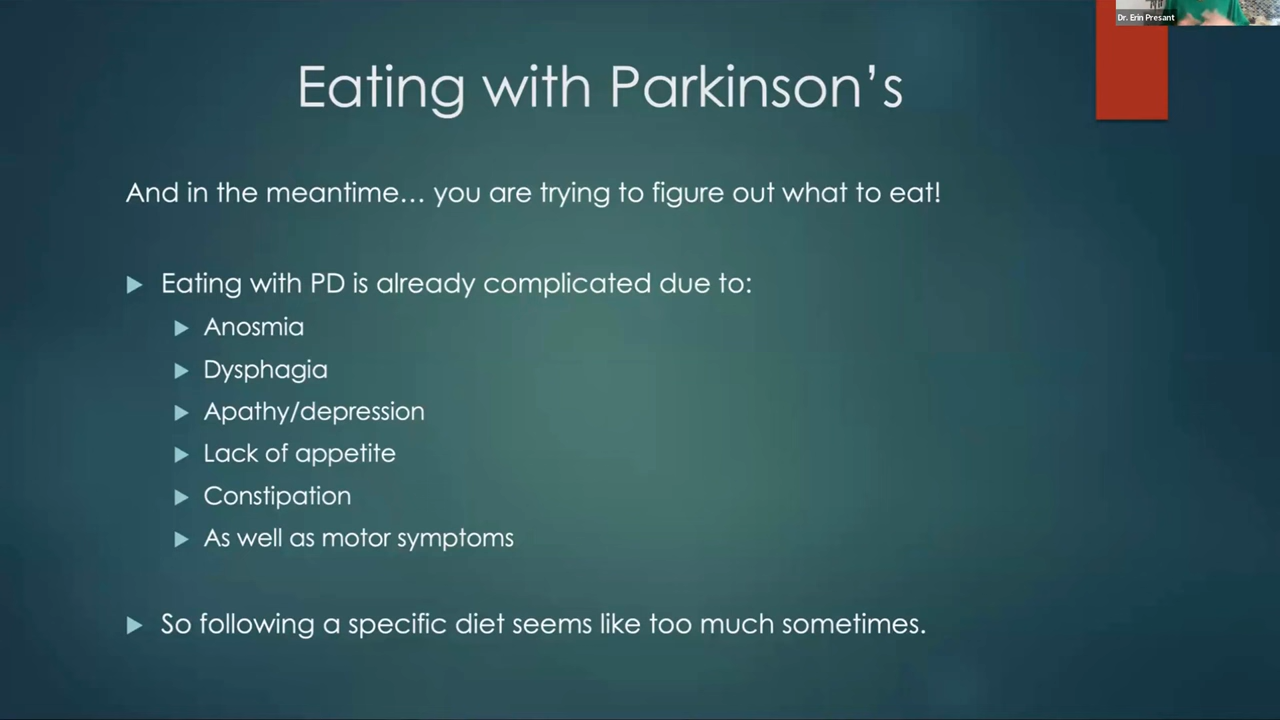 Dr. Erin Presant
Eating with Parkinson's
And in the meantime... you are trying to figure out what to eat!
Eating with PD is already complicated due to:
Anosmia
Dysphagia
Apathy/depression
Lack of appetite
Constipation
As well as motor symptoms
So following a specific diet seems like too much sometimes.